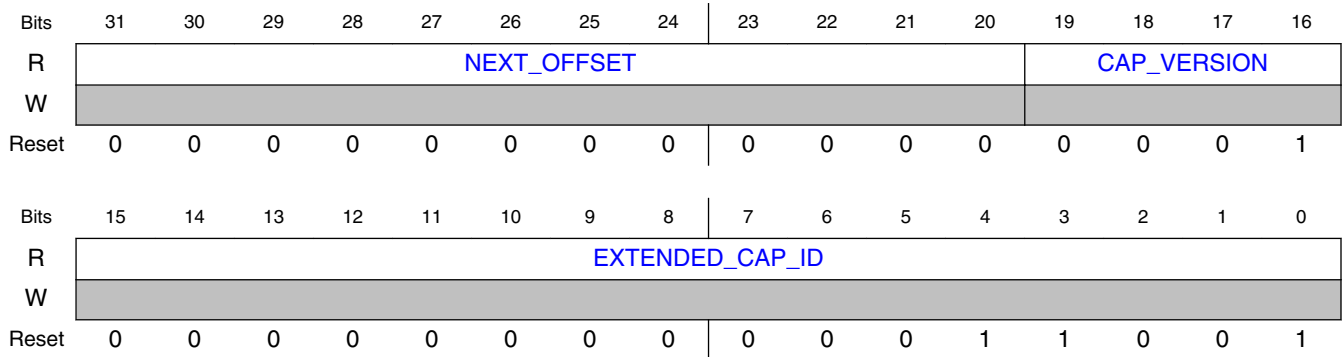 Bits 31 30 29 28 27 26 25 24 23 22 21 20 19 18 17 16
R NEXT_OFFSET CAP_VERSION
W
Reset 0 0 0 0 0 0 0 0 0 0 0 0 0 0 0 1
Bits 15 14 13 12 11 10 9 8 7 6 5 4 3 2 1 0
R EXTENDED_CAP_ID
W
Reset 0 0 0 0 0 0 0 0 0 0 0 1 1 0 0 1